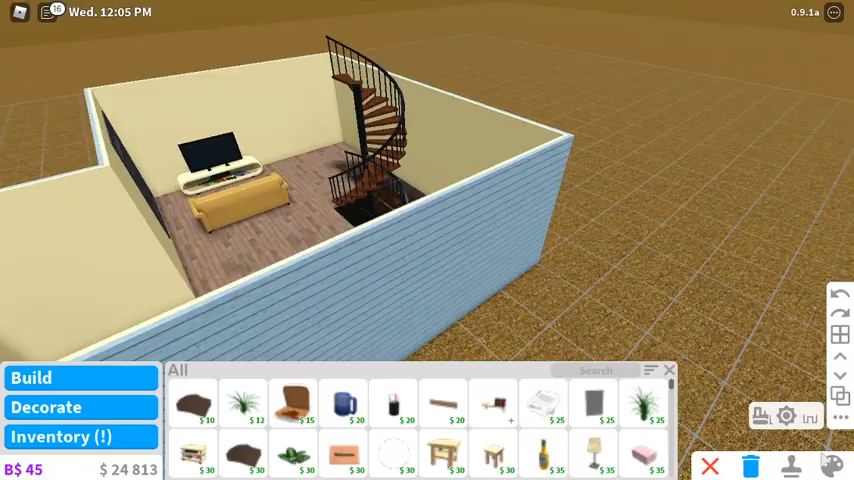 16 Wed. 12:05 PM
0.9.1a
Build
All
Search
Decorate
$ 10
$ 12
$ 15
$ 20
$ 20
$ 20
$ 20
$ 25
$ 25
$ 25
Inventory (!)
Welcome
B$ 45
$ 24 813
$ 30
$ 30
$ 30
$ 30
$ 30
$ 30
$ 30
$ 35
$ 35
$ 35